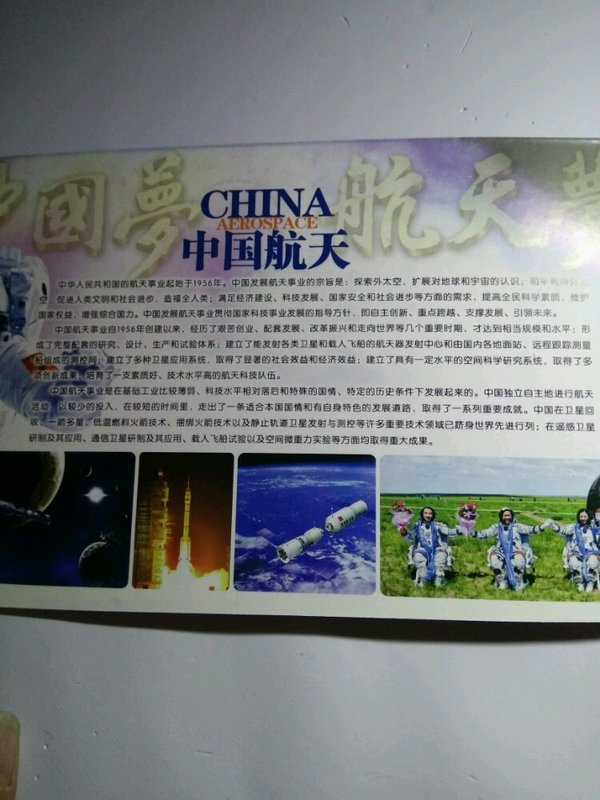 中國夢 航天夢
CHINA
AEROSPACE
中国航天
中华人民共和国的航天事业起始于1956年。中国发展航天事业的宗旨是：探索外太空，扩展对地球和宇宙的认识；和平利用外太
空，促进人类文明和社会进步，造福全人类；满足经济建设、科技发展、国家安全和社会进步等方面的需求，提高全民科学素质，维护
国家权益，增强综合国力。中国发展航天事业贯彻国家科技事业发展的指导方针，即自主创新、重点跨越、支撑发展、引领未来。
中国航天事业自1956年创建以来，经历了艰苦创业、配套发展、改革振兴和走向世界等几个重要时期，才达到相当规模和水平：形
成了完整配套的研究、设计、生产和试验体系；建立了能发射各类卫星和载人飞船的航天器发射中心和由国内各地面站、远程跟踪测量
船组成的测控网；建立了多种卫星应用系统，取得了显著的社会效益和经济效益；建立了具有一定水平的空间科学研究系统，取得了多
项创新成果；培育了一支素质好、技术水平高的航天科技队伍。
中国航天事业是在基础工业比较薄弱、科技水平相对落后和特殊的国情、特定的历史条件下发展起来的。中国独立自主地进行航天
活动，以较少的投入，在较短的时间里，走出了一条适合本国国情和有自身特色的发展道路，取得了一系列重要成就。中国在卫星回
收、一箭多星、低温燃料火箭技术、捆绑火箭技术以及静止轨道卫星发射与测控等许多重要技术领域已跻身世界先进行列；在遥感卫星
研制及其应用、通信卫星研制及其应用、载人飞船试验以及空间微重力实验等方面均取得重大成果。